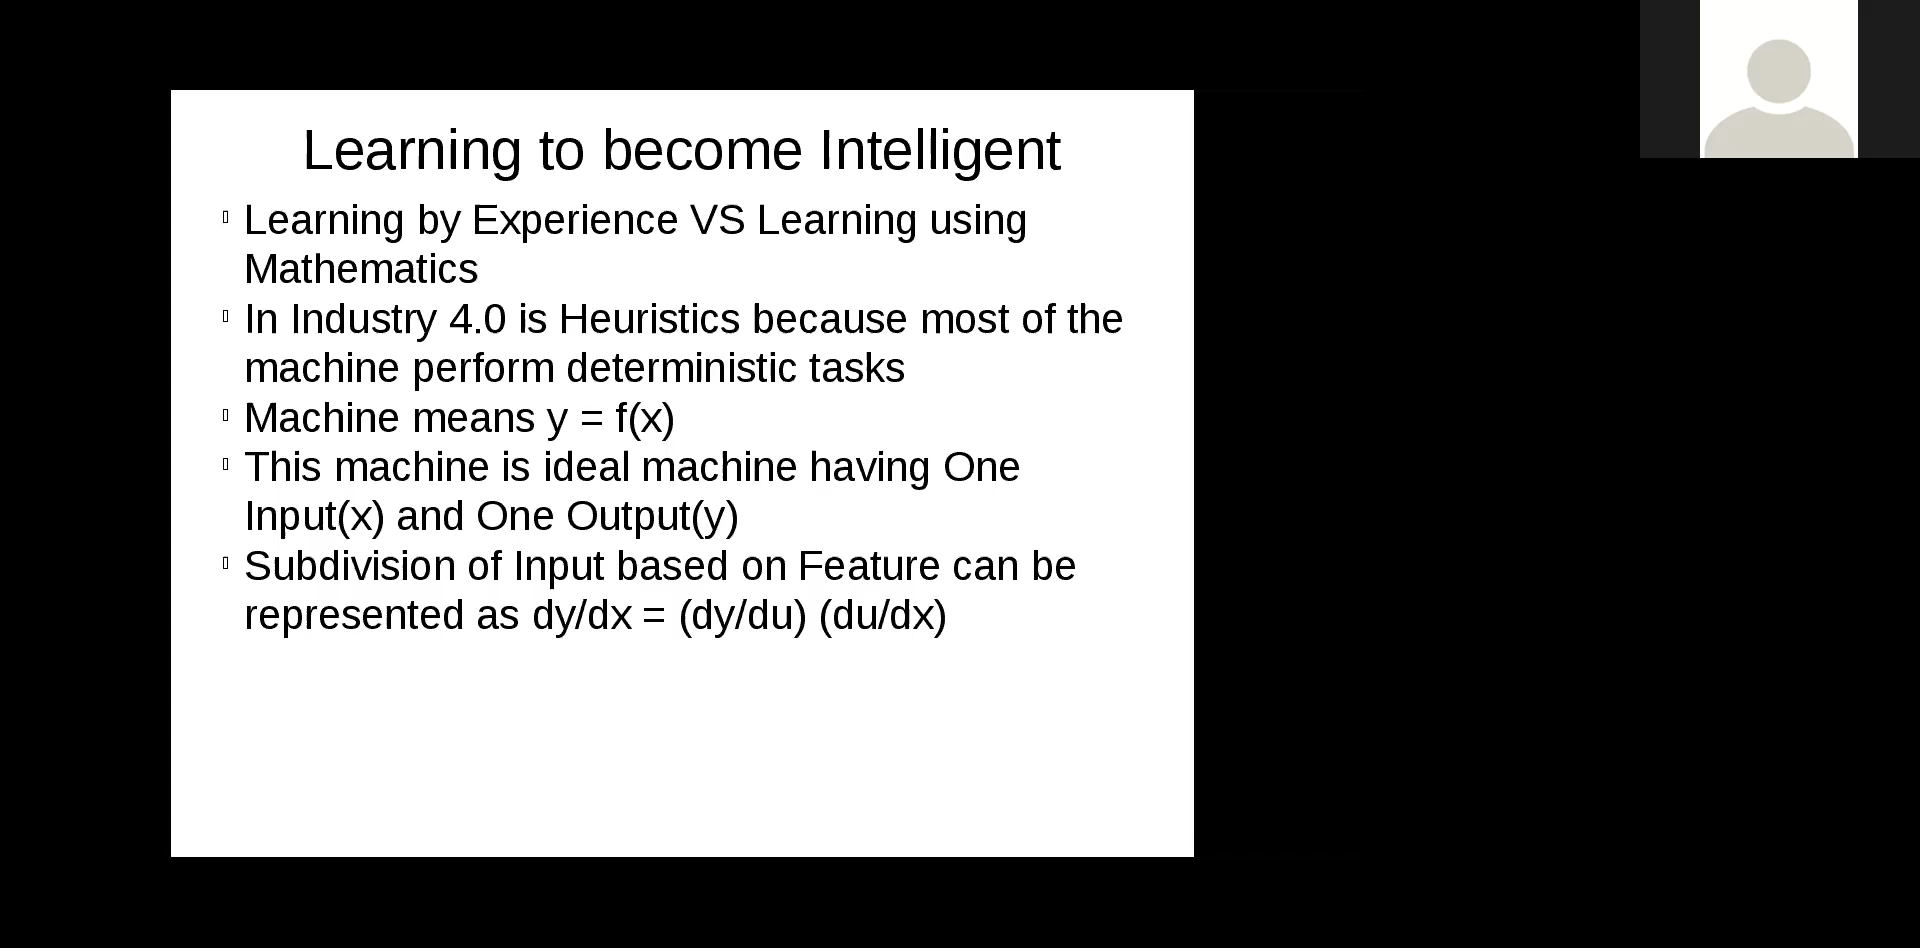 Learning to become Intelligent
Learning by Experience VS Learning using
Mathematics
In Industry 4.0 is Heuristics because most of the
machine perform deterministic tasks
Machine means y = f(x)
This machine is ideal machine having One
Input(x) and One Output(y)
Subdivision of Input based on Feature can be
represented as dy/dx = (dy/du) (du/dx)